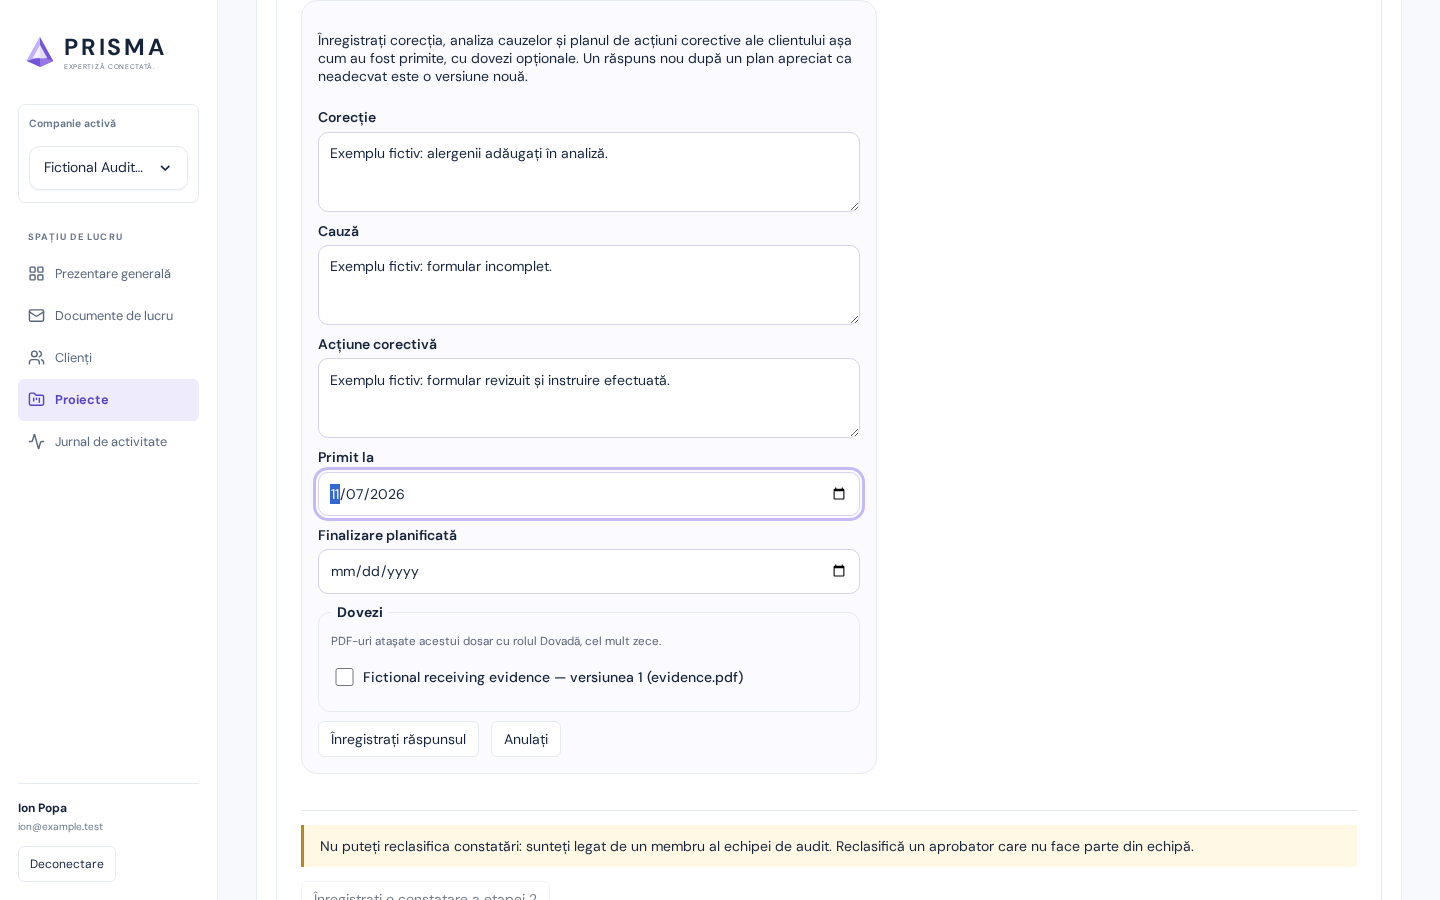 PRISMA
EXPERTIZĂ CONECTATĂ.
Companie activă
Fictional Audit...
SPAȚIU DE LUCRU
Prezentare generală
Documente de lucru
Clienți
Proiecte
Jurnal de activitate
Ion Popa
ion@example.test
Deconectare
Înregistrați corecția, analiza cauzelor și planul de acțiuni corective ale clientului așa
cum au fost primite, cu dovezi opționale. Un răspuns nou după un plan apreciat ca
neadecvat este o versiune nouă.
Corecție
Exemplu fictiv: alergenii adăugați în analiză.
Cauză
Exemplu fictiv: formular incomplet.
Acțiune corectivă
Exemplu fictiv: formular revizuit și instruire efectuată.
Primit la
11/07/2026
Finalizare planificată
mm/dd/yyyy
Dovezi
PDF-uri atașate acestui dosar cu rolul Dovadă, cel mult zece.
Fictional receiving evidence — versiunea 1 (evidence.pdf)
Înregistrați răspunsul
Anulați
Nu puteți reclasifica constatări: sunteți legat de un membru al echipei de audit. Reclasifică un aprobator care nu face parte din echipă.
Înregistrați o constatare a etapei 2